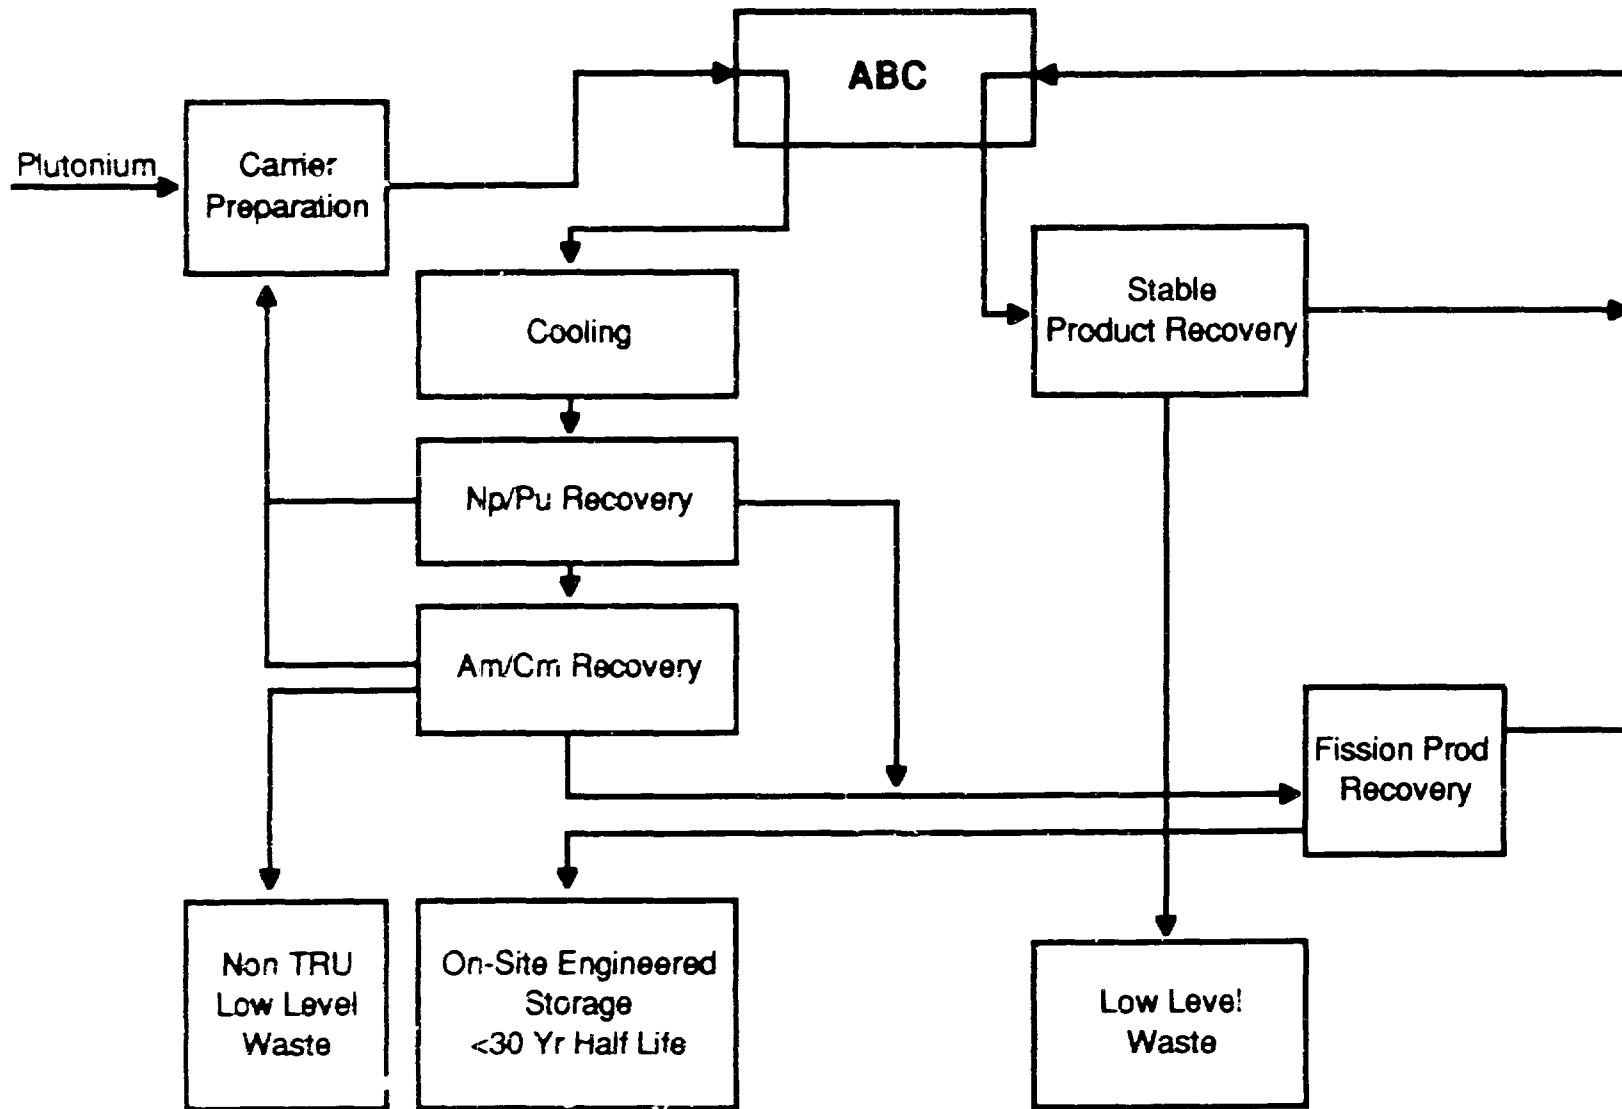 ABC
Plutonium
Carrier
Preparation
Stable
Product Recovery
Cooling
Np/Pu Recovery
Am/Cm Recovery
Fission Prod
Recovery
Non TRU
Low Level
Waste
On-Site Engineered
Storage
<30 Yr Half Life
Low Level
Waste